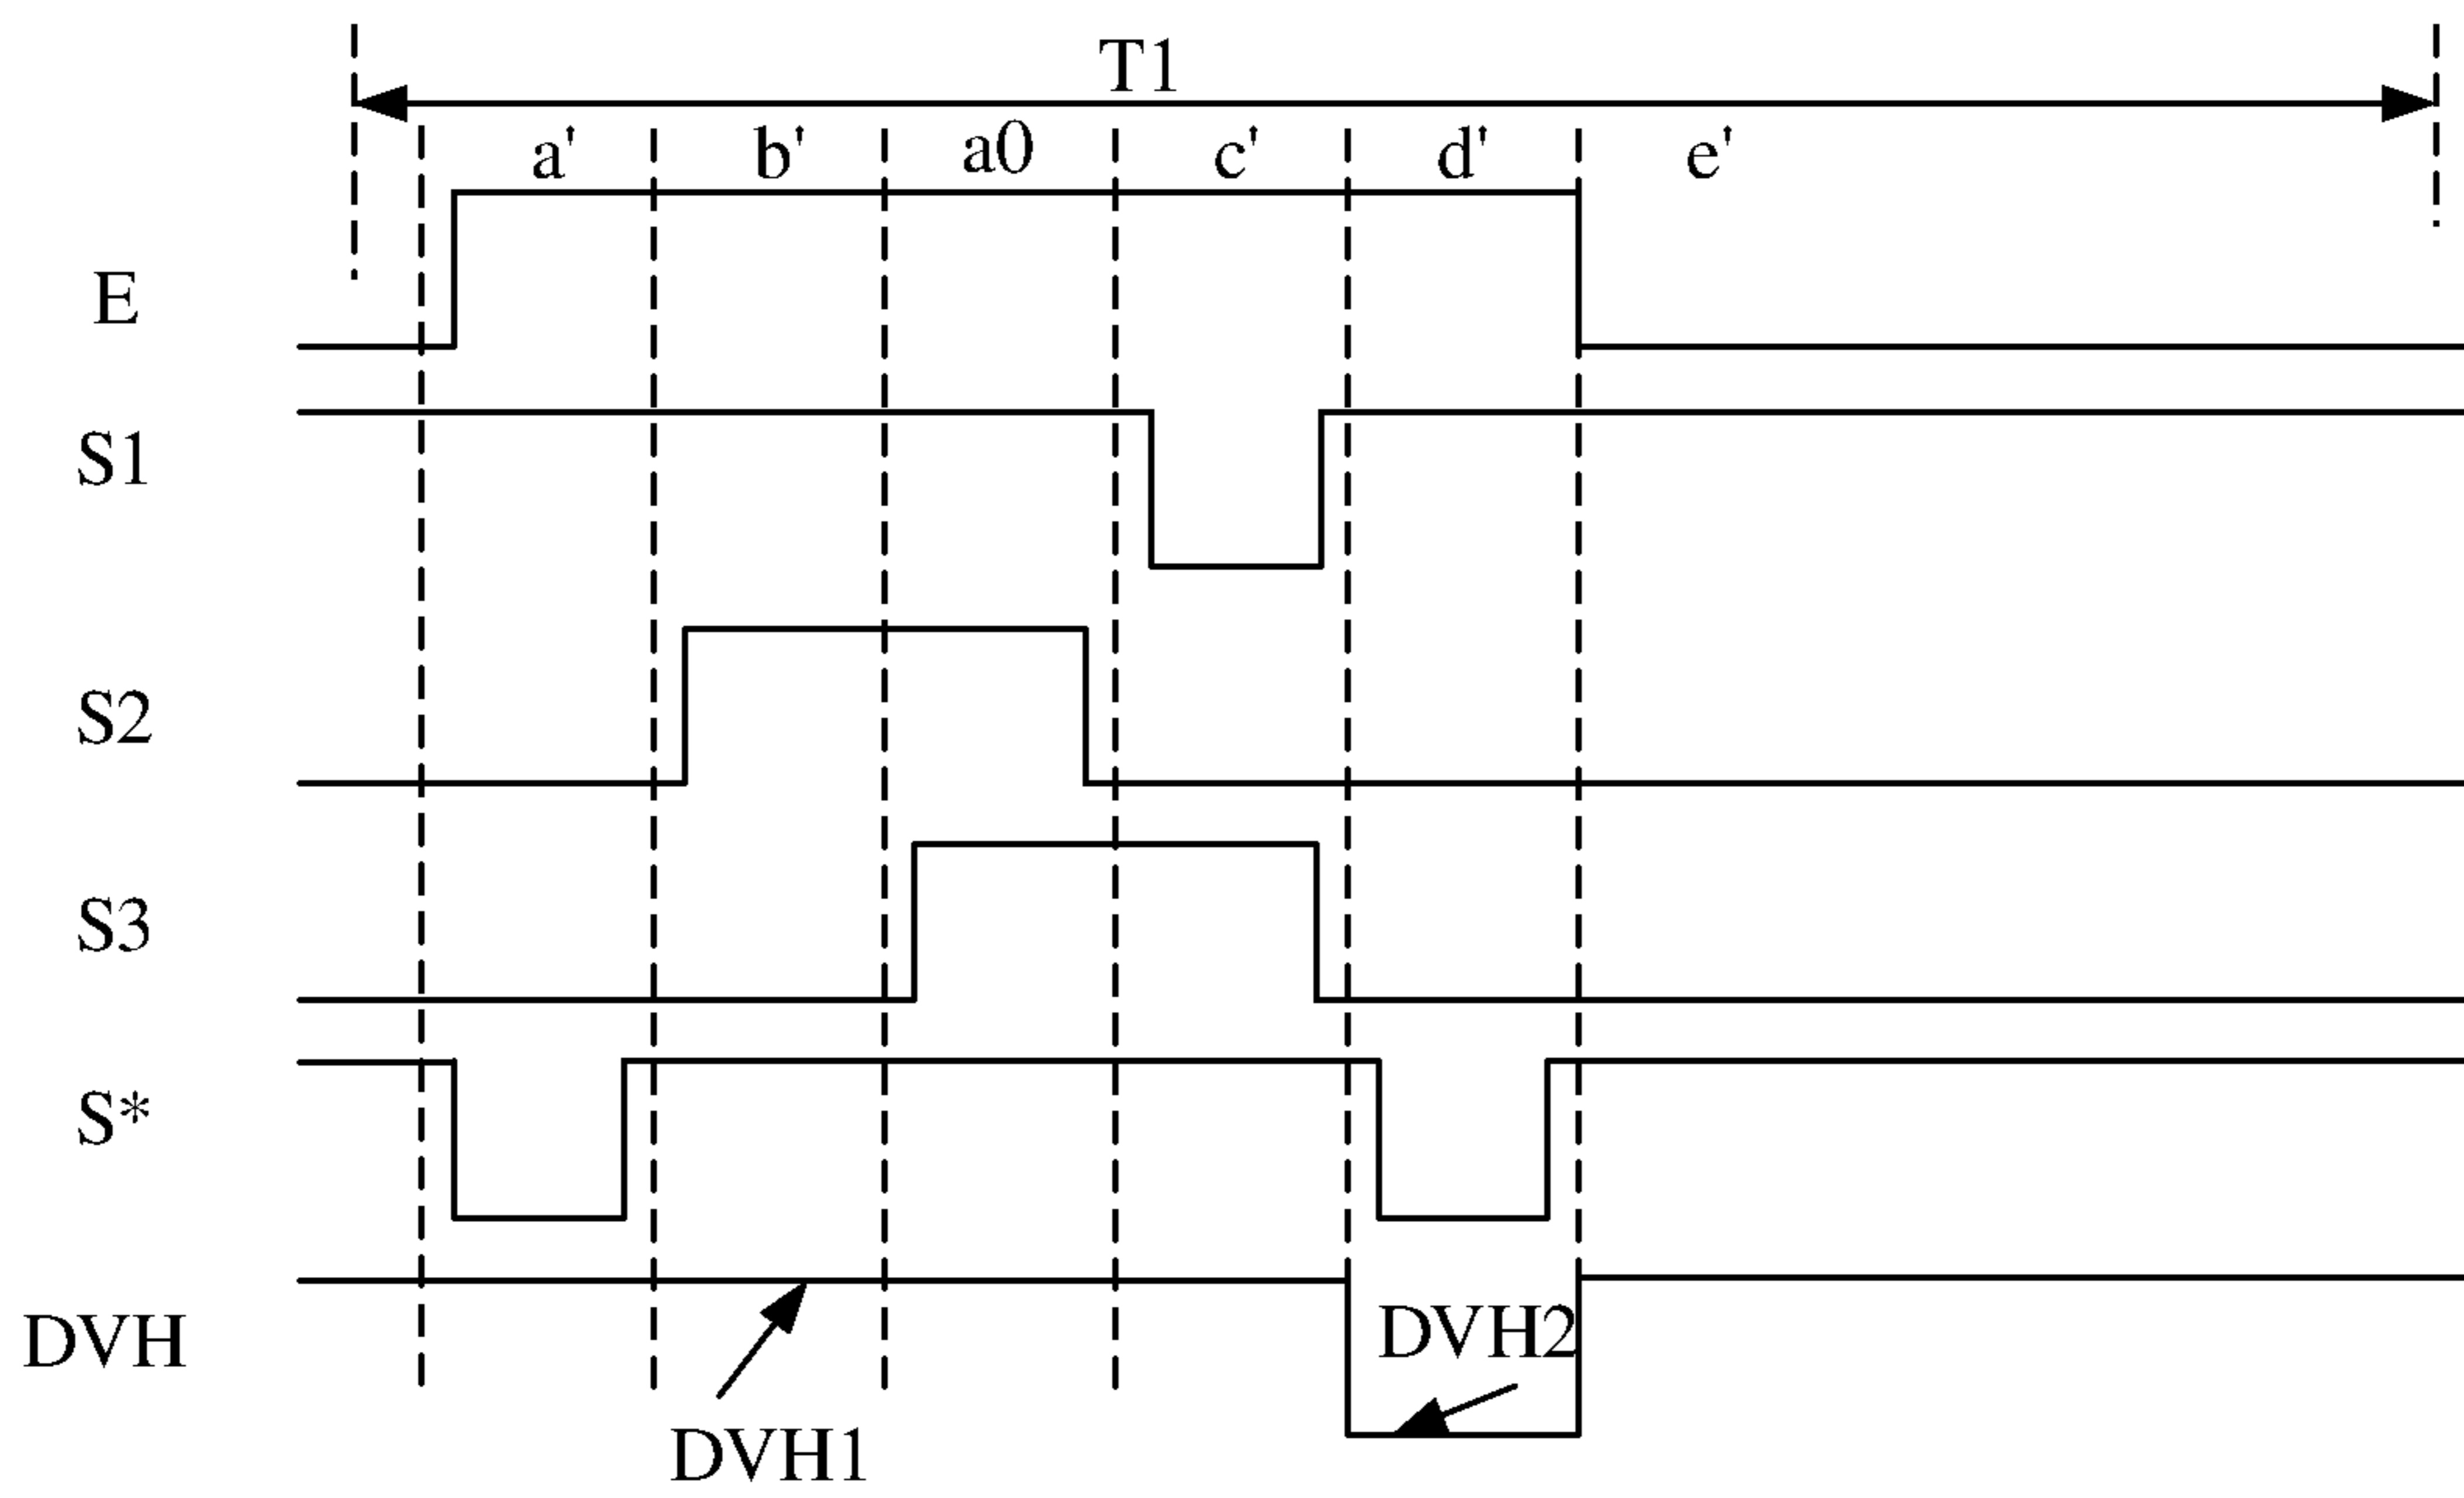 T1
a' b' a0 c' d' e'
E
S1
S2
S3
S*
DVH
DVH2
DVH1